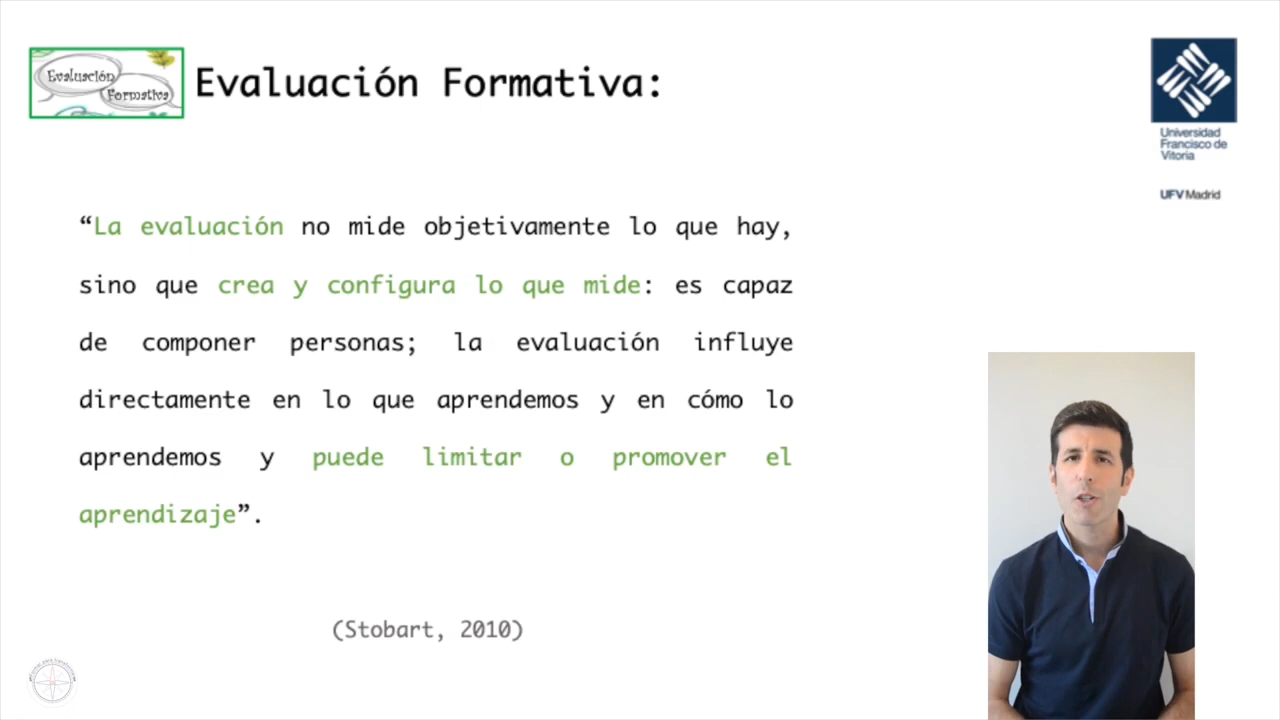 Evaluación
Formativa
Evaluación Formativa:
Universidad
Francisco de
Vitoria
UFV Madrid
“La evaluación no mide objetivamente lo que hay,
sino que crea y configura lo que mide: es capaz
de componer personas; la evaluación influye
directamente en lo que aprendemos y en cómo lo
aprendemos y puede limitar o promover el
aprendizaje”.
(Stobart, 2010)